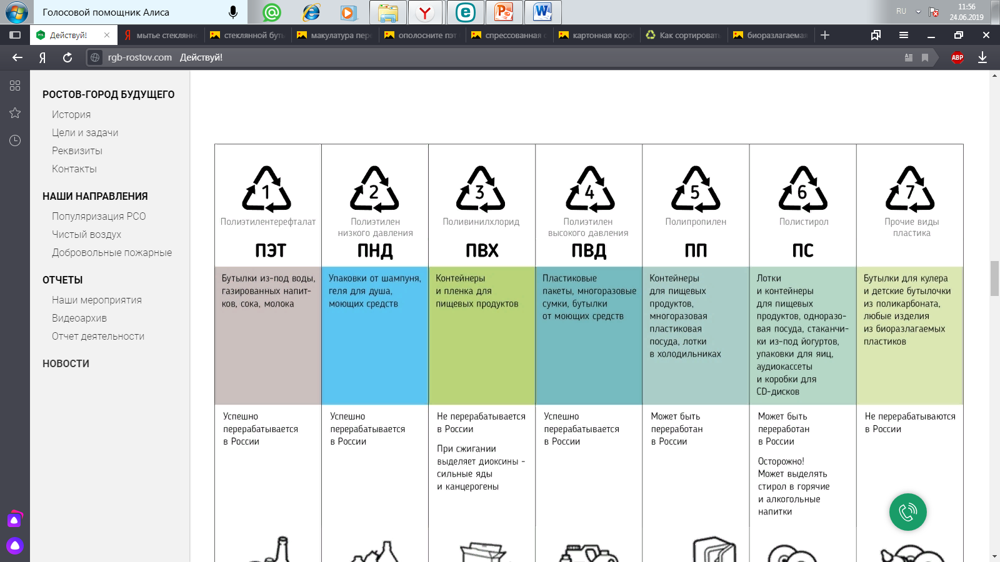 Голосовой помощник Алиса
RU
11:56
24.06.2019
Действуй!
мытье стеклянн
стеклянной буты
макулатура пере
ополосните пэт
спрессованная
картонная короб
Как сортировать
биоразлагаемая
Я
rgb-rostov.com Действуй!
ABP
РОСТОВ-ГОРОД БУДУЩЕГО
История
Цели и задачи
Реквизиты
Контакты
НАШИ НАПРАВЛЕНИЯ
Популяризация РСО
Чистый воздух
Добровольные пожарные
ОТЧЕТЫ
Наши мероприятия
Видеоархив
Отчет деятельности
НОВОСТИ
1
Полиэтилентерефталат
ПЭТ
Бутылки из-под воды,
газированных напит-
ков, сока, молока
Успешно
перерабатывается
в России
2
Полиэтилен
низкого давления
ПНД
Упаковки от шампуня,
геля для душа,
моющих средств
Успешно
перерабатывается
в России
3
Поливинилхлорид
ПВХ
Контейнеры
и пленка для
пищевых продуктов
Не перерабатывается
в России
При сжигании
выделяет диоксины -
сильные яды
и канцерогены
4
Полиэтилен
высокого давления
ПВД
Пластиковые
пакеты, многоразовые
сумки, бутылки
от моющих средств
Успешно
перерабатывается
в России
5
Полипропилен
ПП
Контейнеры
для пищевых
продуктов,
многоразовая
пластиковая
посуда, лотки
в холодильниках
Может быть
переработан
в России
6
Полистирол
ПС
Лотки
и контейнеры
для пищевых
продуктов, одноразо-
вая посуда, стаканчи-
ки из-под йогуртов,
упаковки для яиц,
аудиокассеты
и коробки для
CD-дисков
Может быть
переработан
в России
Осторожно!
Может выделять
стирол в горячие
и алкогольные
напитки
7
Прочие виды
пластика
Бутылки для кулера
и детские бутылочки
из поликарбоната,
любые изделия
из биоразлагаемых
пластиков
Не перерабатываются
в России